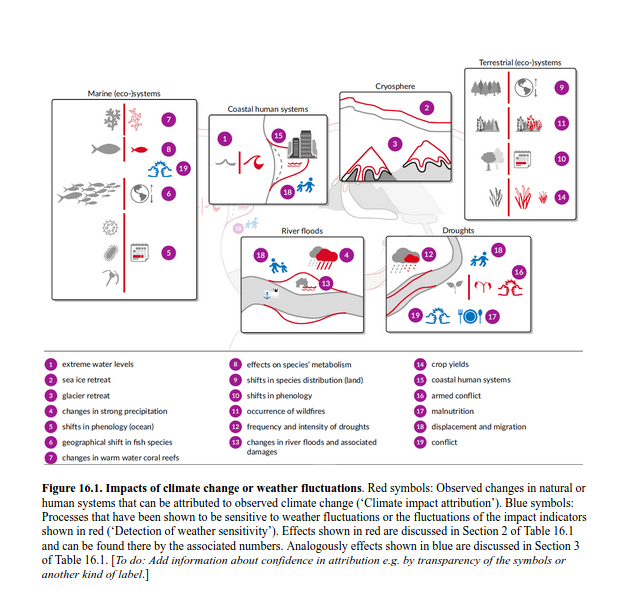 Terrestrial (eco-)systems
Cryosphere
Marine (eco-)systems
Coastal human systems
9
2
7
1
15
11
3
8
10
19
18
6
14
River floods
Droughts
18
4
12
18
5
13
16
19
17
1 extreme water levels
2 sea ice retreat
3 glacier retreat
4 changes in strong precipitation
5 shifts in phenology (ocean)
6 geographical shift in fish species
7 changes in warm water coral reefs
8 effects on species' metabolism
9 shifts in species distribution (land)
10 shifts in phenology
11 occurrence of wildfires
12 frequency and intensity of droughts
13 changes in river floods and associated
damages
14 crop yields
15 coastal human systems
16 armed conflict
17 malnutrition
18 displacement and migration
19 conflict
Figure 16.1. Impacts of climate change or weather fluctuations. Red symbols: Observed changes in natural or
human systems that can be attributed to observed climate change (‘Climate impact attribution’). Blue symbols:
Processes that have been shown to be sensitive to weather fluctuations or the fluctuations of the impact indicators
shown in red (‘Detection of weather sensitivity’). Effects shown in red are discussed in Section 2 of Table 16.1
and can be found there by the associated numbers. Analogously effects shown in blue are discussed in Section 3
of Table 16.1. [To do: Add information about confidence in attribution e.g. by transparency of the symbols or
another kind of label.]